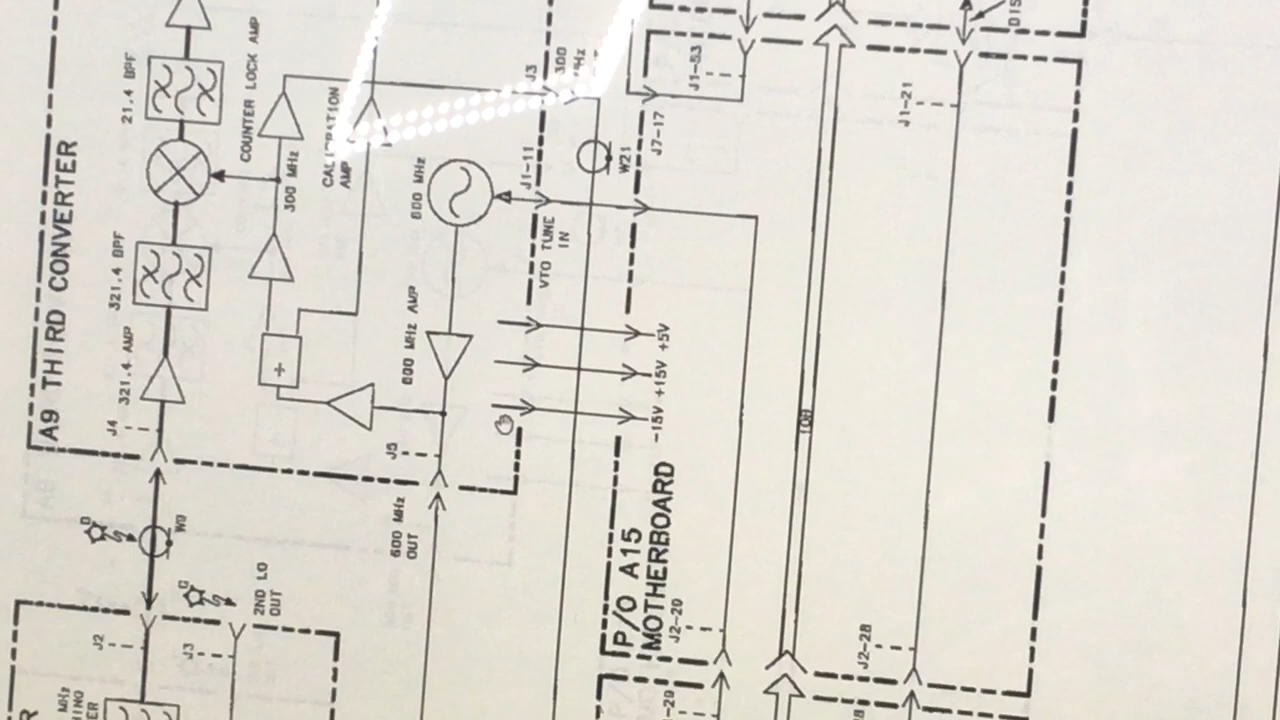 A9 THIRD CONVERTER
21.4 BPF
COUNTER LOCK AMP
321.4 BPF
300 MHz
AMP
600 MHz
J3
300
J1-11
W21
J7-17
J1-53
J1-21
VTO TUNE
IN
321.4 AMP
÷
600 MHz AMP
+5V
+15V
-15V
J4
J5
P/O A15
MOTHERBOARD
W9
600 MHz
OUT
2ND LO
OUT
J2
J3
J2-20
J2-28
MHz